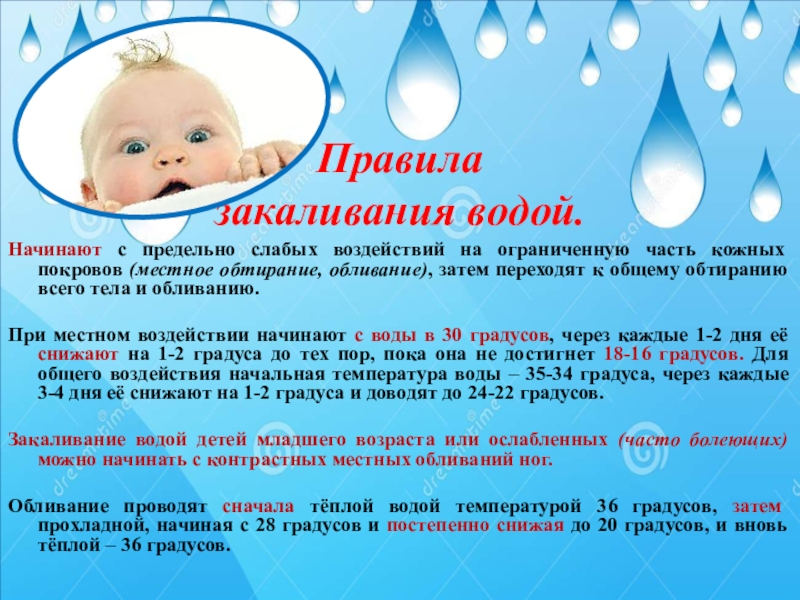 Правила
закаливания водой.
Начинают с предельно слабых воздействий на ограниченную часть кожных
покровов (местное обтирание, обливание), затем переходят к общему обтиранию
всего тела и обливанию.
При местном воздействии начинают с воды в 30 градусов, через каждые 1-2 дня её
снижают на 1-2 градуса до тех пор, пока она не достигнет 18-16 градусов. Для
общего воздействия начальная температура воды – 35-34 градуса, через каждые
3-4 дня её снижают на 1-2 градуса и доводят до 24-22 градусов.
Закаливание водой детей младшего возраста или ослабленных (часто болеющих)
можно начинать с контрастных местных обливаний ног.
Обливание проводят сначала тёплой водой температурой 36 градусов, затем
прохладной, начиная с 28 градусов и постепенно снижая до 20 градусов, и вновь
тёплой – 36 градусов.